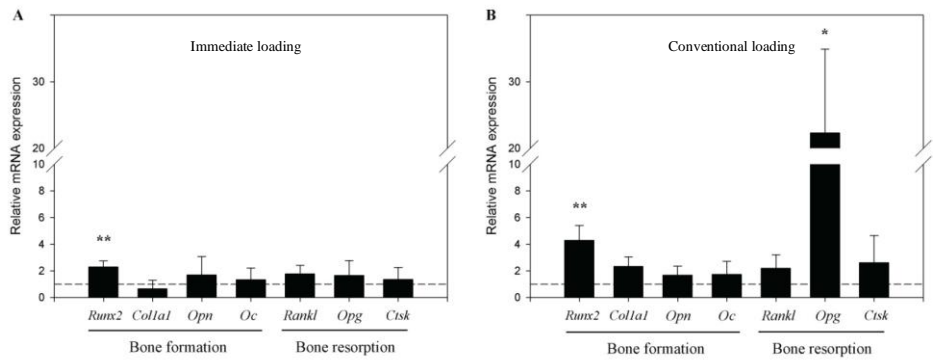 A
Immediate loading
Relative mRNA expression
30
20
10
8
6
4
2
0
**
Runx2 Col1a1 Opn Oc Rankl Opg Ctsk
Bone formation Bone resorption
B
Conventional loading
Relative mRNA expression
30
20
10
8
6
4
2
0
**
*
Runx2 Col1a1 Opn Oc Rankl Opg Ctsk
Bone formation Bone resorption